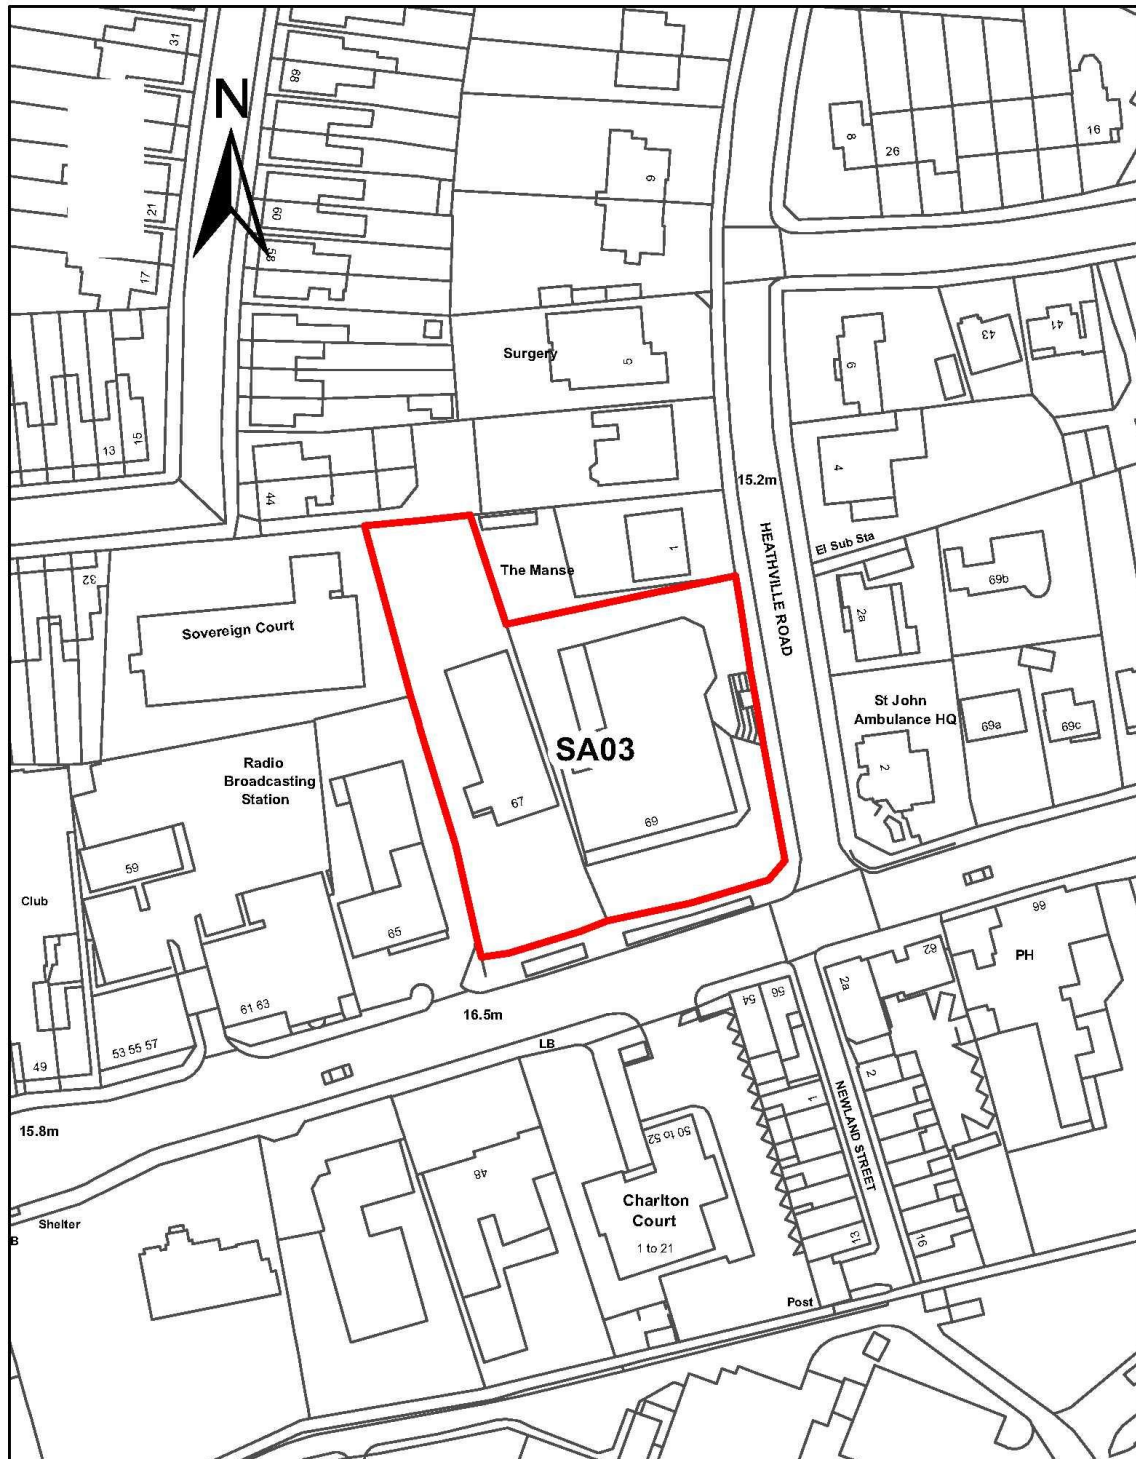 31
68
N
8
26
16
9
21
60
58
17
Surgery
5
43
41
6
13
15
44
4
15.2m
El Sub Sta
HEATHVILLE ROAD
The Manse
1
32
Sovereign Court
69b
2a
St John
Ambulance HQ
69a
69c
SA03
Radio
Broadcasting
Station
67
69
2
59
Club
65
66
PH
62
2a
54
56
61 63
16.5m
LB
53 55 57
49
2
1
NEWLAND STREET
15.8m
50 to 52
48
Charlton
Court
1 to 21
Shelter
B
13
16
Post